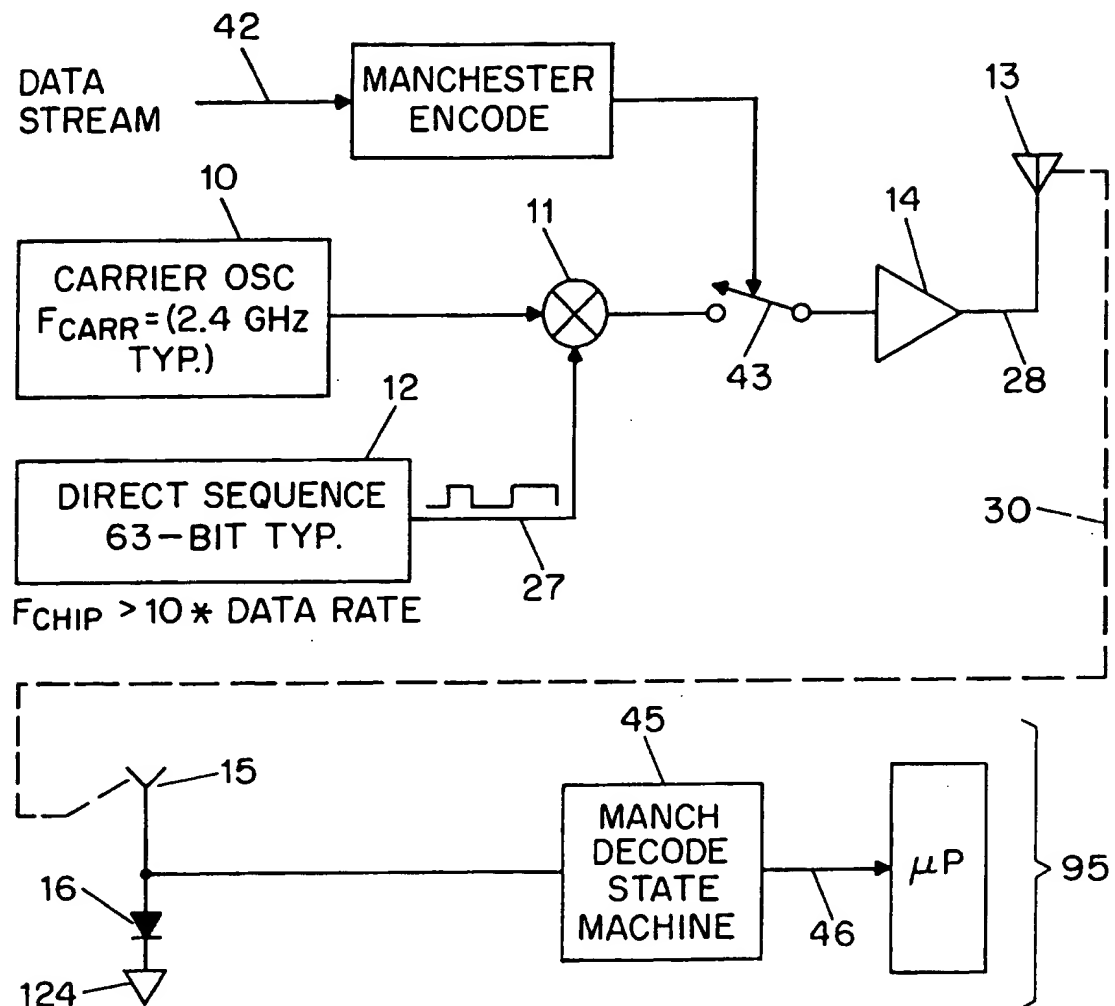 42
DATA
STREAM
MANCHESTER
ENCODE
13
10
11
14
CARRIER OSC
FCARR=(2.4 GHz
TYP.)
43
28
12
DIRECT SEQUENCE
63-BIT TYP.
27
30
FCHIP >10* DATA RATE
45
15
MANCH
DECODE
STATE
MACHINE
μP
95
16
46
124